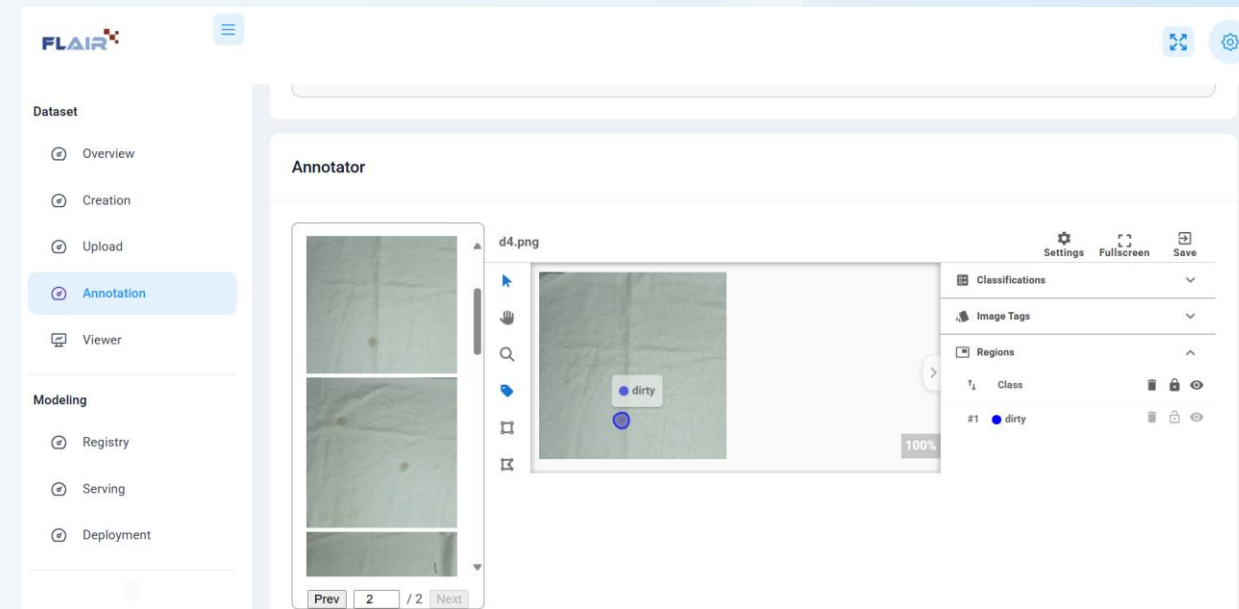 FLAIR
Dataset
Overview
Creation
Upload
Annotation
Viewer
Modeling
Registry
Serving
Deployment
Annotator
d4.png
Settings
Fullscreen
Save
dirty
100%
Classifications
Image Tags
Regions
Class
#1 dirty
Prev 2 / 2 Next